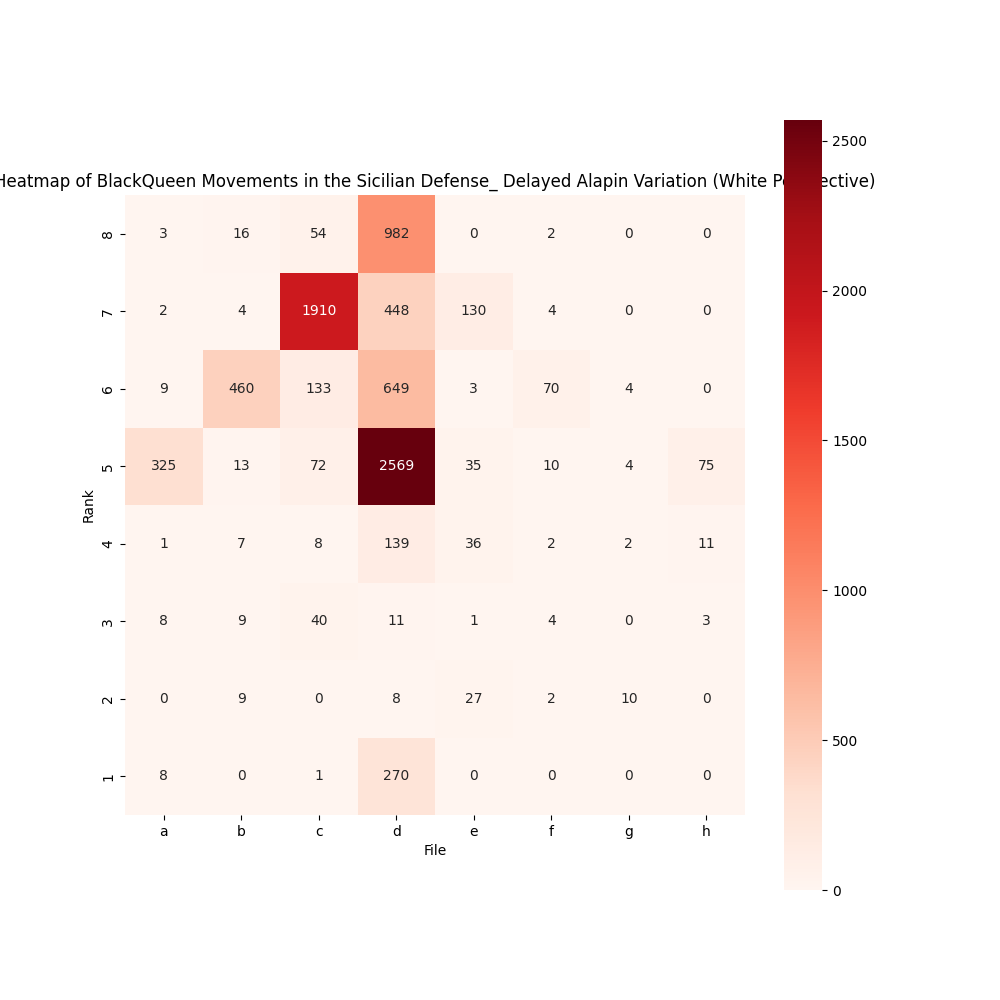 Heatmap of BlackQueen Movements in the Sicilian Defense_ Delayed Alapin Variation (White P ective)
8 3 16 54 982 0 2 0 0
7 2 4 1910 448 130 4 0 0
6 9 460 133 649 3 70 4 0
5 325 13 72 2569 35 10 4 75
4 1 7 8 139 36 2 2 11
3 8 9 40 11 1 4 0 3
2 0 9 0 8 27 2 10 0
1 8 0 1 270 0 0 0 0
a b c d e f g h
File
Rank
2500
2000
1500
1000
500
0